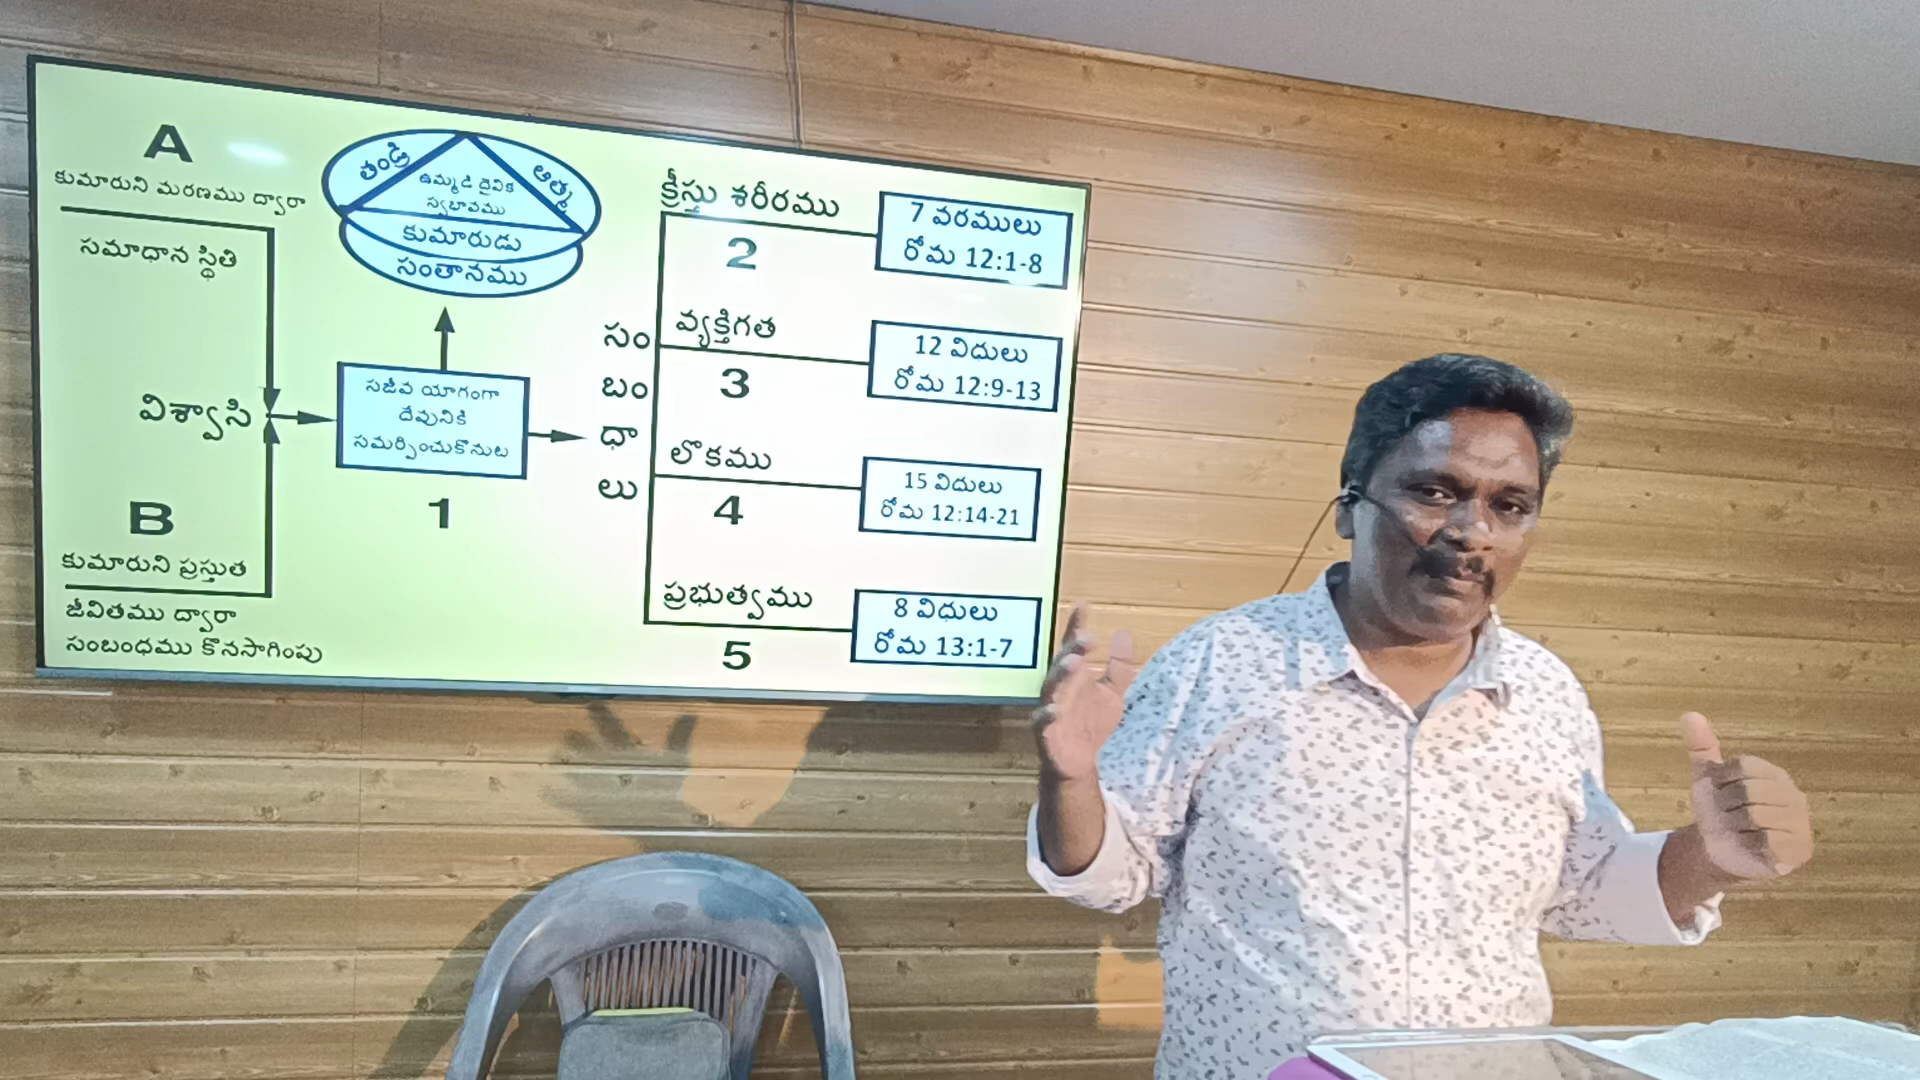 A
కుమారుని మరణము ద్వారా
సమాధాన స్థితి
విశ్వాసి
B
కుమారుని ప్రస్తుత
జీవితము ద్వారా
సంబంధము కొనసాగింపు
తండ్రి
ఆత్మ
ఉమ్మడి దైవిక
స్వభావము
కుమారుడు
సంతానము
సజీవ యాగంగా
దేవునికి
సమర్పించుకొనుట
1
సం
బం
ధా
లు
క్రీస్తు శరీరము
2
7 వరములు
రోమ 12:1-8
వ్యక్తిగత
3
12 విదులు
రోమ 12:9-13
లొకము
4
15 విదులు
రోమ 12:14-21
ప్రభుత్వము
5
8 విధులు
రోమ 13:1-7